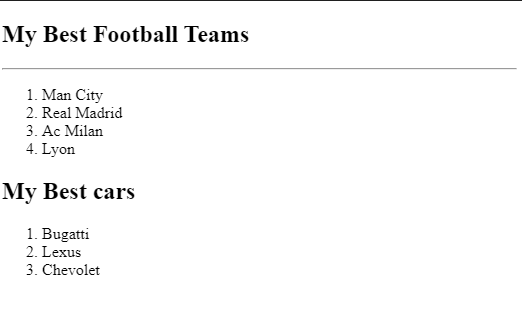 My Best Football Teams
1. Man City
2. Real Madrid
3. Ac Milan
4. Lyon
My Best cars
1. Bugatti
2. Lexus
3. Chevolet